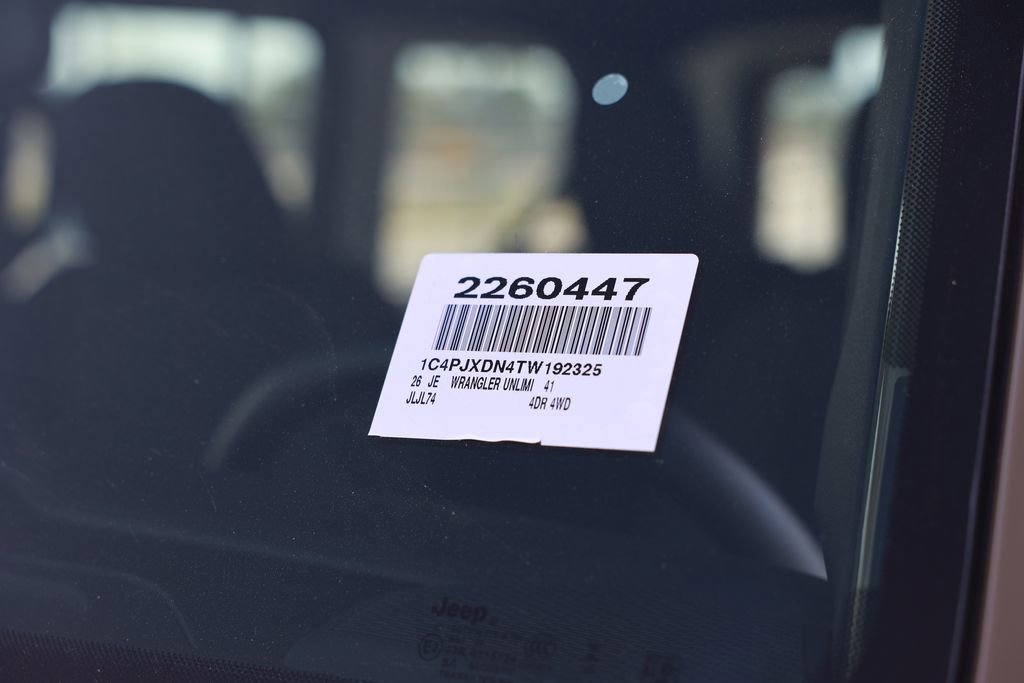 2260447
1C4PJXDN4TW192325
26 JE WRANGLER UNLIMI 41
JLJL74 4DR 4WD
Jeep